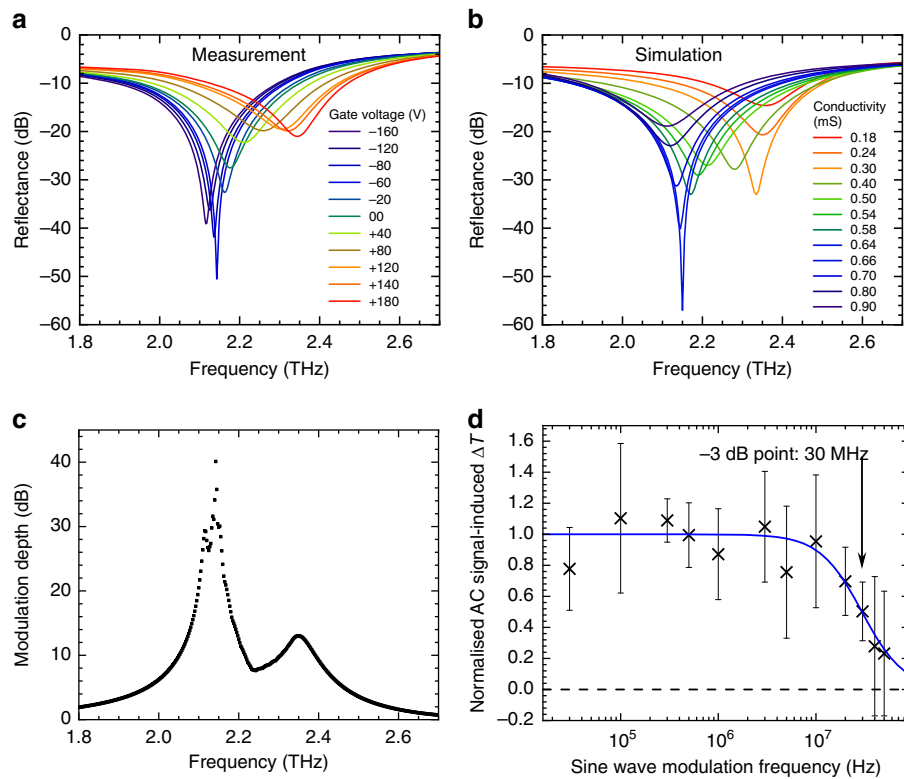 a
Measurement
0
−10
−20
−30
−40
−50
−60
Reflectance (dB)
Gate voltage (V)
−160
−120
−80
−60
−20
00
+40
+80
+120
+140
+180
1.8 2.0 2.2 2.4 2.6
Frequency (THz)
b
Simulation
0
−10
−20
−30
−40
−50
−60
Reflectance (dB)
Conductivity
(mS)
0.18
0.24
0.30
0.40
0.50
0.54
0.58
0.64
0.66
0.70
0.80
0.90
1.8 2.0 2.2 2.4 2.6
Frequency (THz)
c
40
30
20
10
0
Modulation depth (dB)
1.8 2.0 2.2 2.4 2.6
Frequency (THz)
d
−3 dB point: 30 MHz
1.6
1.4
1.2
1.0
0.8
0.6
0.4
0.2
0.0
−0.2
Normalised AC signal-induced ΔT
10⁵ 10⁶ 10⁷
Sine wave modulation frequency (Hz)